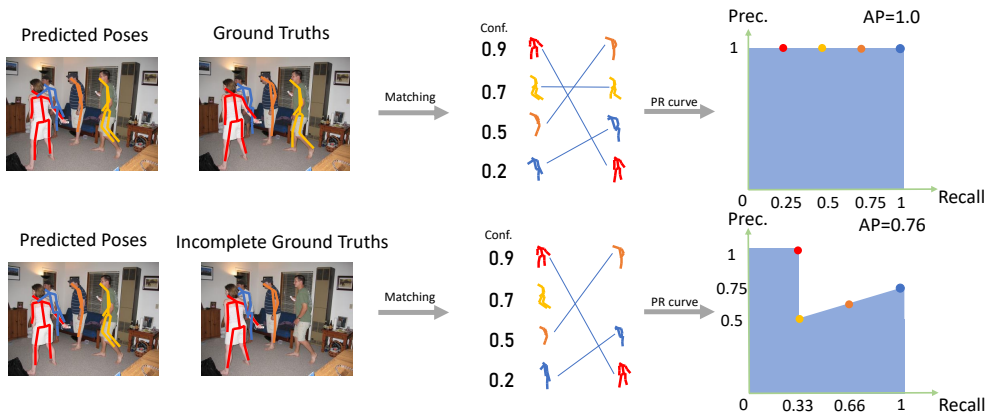 Predicted Poses
Ground Truths
Conf.
0.9
0.7
0.5
0.2
Matching
PR curve
Prec.
AP=1.0
1
0
0.25
0.5
0.75
1
Recall
Predicted Poses
Incomplete Ground Truths
Conf.
0.9
0.7
0.5
0.2
Matching
PR curve
Prec.
AP=0.76
1
0.75
0.5
0
0.33
0.66
1
Recall